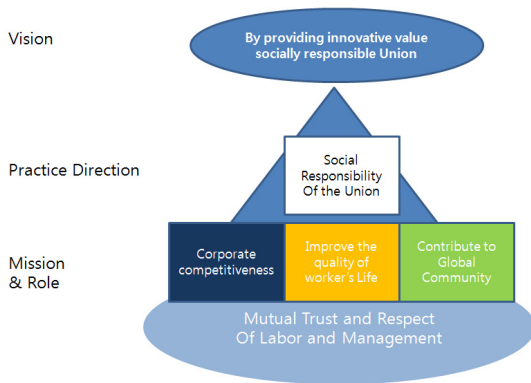 Vision
By providing innovative value
socially responsible Union
Practice Direction
Social
Responsibility
Of the Union
Mission
& Role
Corporate
competitiveness
Improve the
quality of
worker's Life
Contribute to
Global
Community
Mutual Trust and Respect
Of Labor and Management